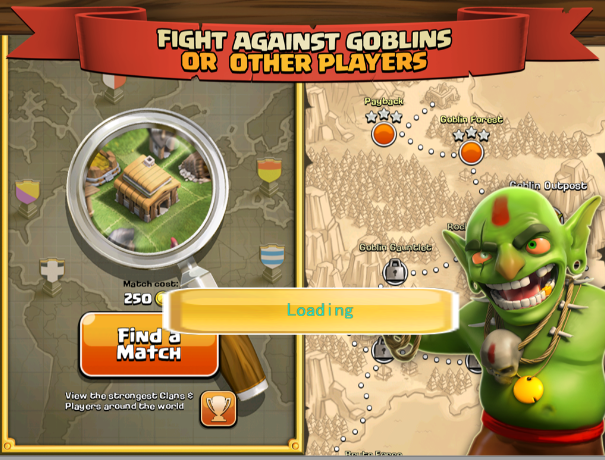 FIGHT AGAINST GOBLINS
OR OTHER PLAYERS
Payback
Goblin Forest
Goblin Outpost
Goblin Gauntlet
Match cost:
250
Loading
Find a
Match
View the strongest Clans &
Players around the world